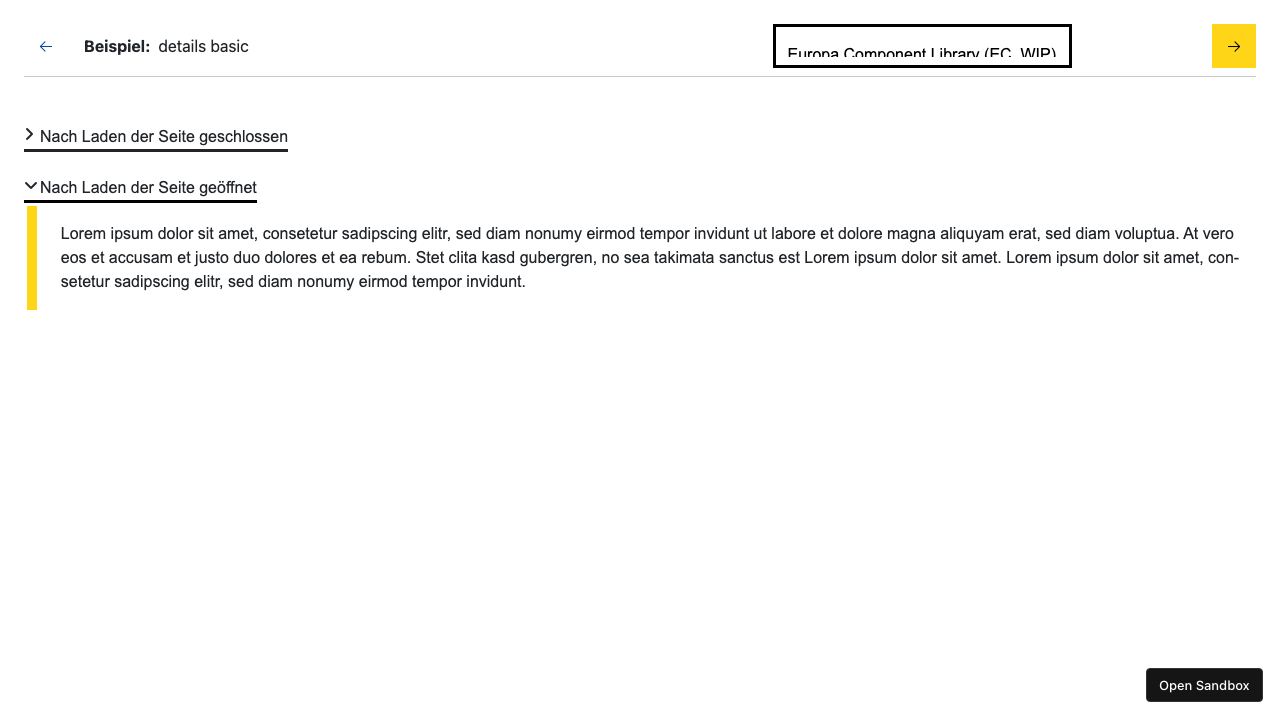 Beispiel: details basic
Europa Component Library (EC, WIP)
Nach Laden der Seite geschlossen
Nach Laden der Seite geöffnet
Lorem ipsum dolor sit amet, consetetur sadipscing elitr, sed diam nonumy eirmod tempor invidunt ut labore et dolore magna aliquyam erat, sed diam voluptua. At vero
eos et accusam et justo duo dolores et ea rebum. Stet clita kasd gubergren, no sea takimata sanctus est Lorem ipsum dolor sit amet. Lorem ipsum dolor sit amet, con-
setetur sadipscing elitr, sed diam nonumy eirmod tempor invidunt.
Open Sandbox